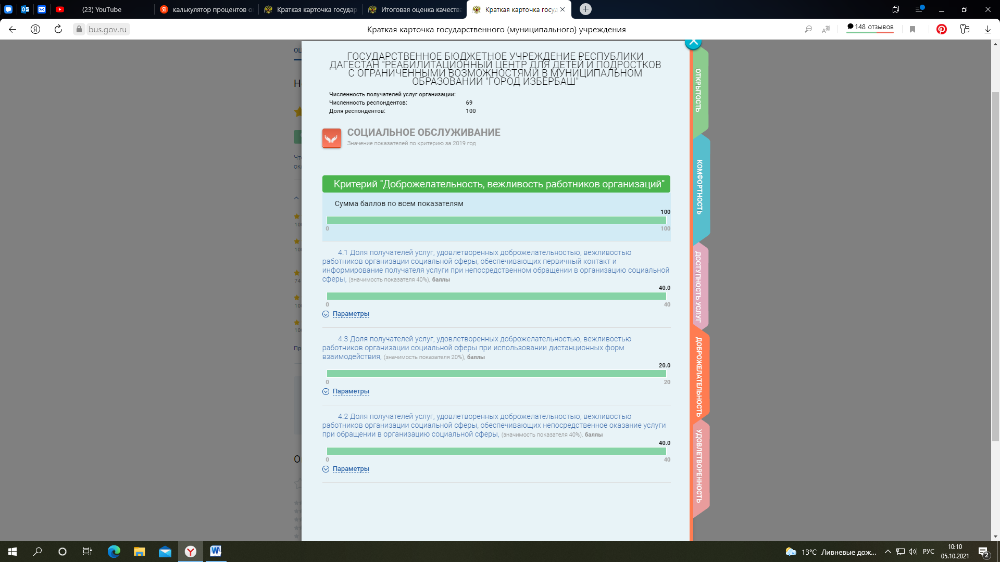 (23) YouTube
калькулятор процентов о
Краткая карточка государ
Итоговая оценка качества
Краткая карточка госу
bus.gov.ru
Краткая карточка государственного (муниципального) учреждения
148 отзывов
ГОСУДАРСТВЕННОЕ БЮДЖЕТНОЕ УЧРЕЖДЕНИЕ РЕСПУБЛИКИ
ДАГЕСТАН "РЕАБИЛИТАЦИОННЫЙ ЦЕНТР ДЛЯ ДЕТЕЙ И ПОДРОСТКОВ
С ОГРАНИЧЕННЫМИ ВОЗМОЖНОСТЯМИ В МУНИЦИПАЛЬНОМ
ОБРАЗОВАНИИ "ГОРОД ИЗБЕРБАШ"
Численность получателей услуг организации:
Численность респондентов: 69
Доля респондентов: 100
СОЦИАЛЬНОЕ ОБСЛУЖИВАНИЕ
Значение показателей по критерию за 2019 год
Критерий "Доброжелательность, вежливость работников организаций"
Сумма баллов по всем показателям
100
0 100
4.1 Доля получателей услуг, удовлетворенных доброжелательностью, вежливостью
работников организации социальной сферы, обеспечивающих первичный контакт и
информирование получателя услуги при непосредственном обращении в организацию социальной
сферы, (значимость показателя 40%), баллы
40.0
0 40
Параметры
4.3 Доля получателей услуг, удовлетворенных доброжелательностью, вежливостью
работников организации социальной сферы при использовании дистанционных форм
взаимодействия, (значимость показателя 20%), баллы
20.0
0 20
Параметры
4.2 Доля получателей услуг, удовлетворенных доброжелательностью, вежливостью
работников организации социальной сферы, обеспечивающих непосредственное оказание услуги
при обращении в организацию социальной сферы, (значимость показателя 40%), баллы
40.0
0 40
Параметры
ОТКРЫТОСТЬ
КОМФОРТНОСТЬ
ДОСТУПНОСТЬ УСЛУГ
ДОБРОЖЕЛАТЕЛЬНОСТЬ
УДОВЛЕТВОРЕННОСТЬ
13°C Ливневые дож...
РУС
10:10
05.10.2021
2